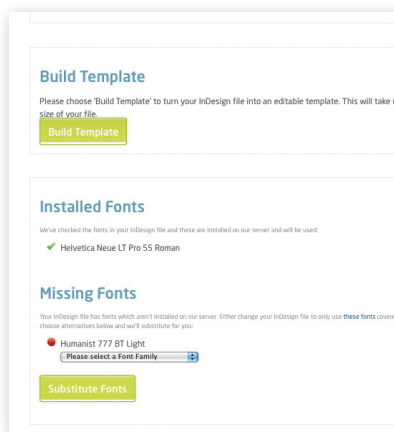 Build Template
Please choose 'Build Template' to turn your InDesign file into an editable template. This will take
size of your file.
Build Template
Installed Fonts
We've checked the fonts in your InDesign file and these are installed on our server and will be used:
Helvetica Neue LT Pro 55 Roman
Missing Fonts
Your InDesign file has fonts which aren't installed on our server. Either change your InDesign file to only use these fonts covere
choose alternatives below and we'll substitute for you:
Humanist 777 BT Light
Please select a Font Family
Substitute Fonts